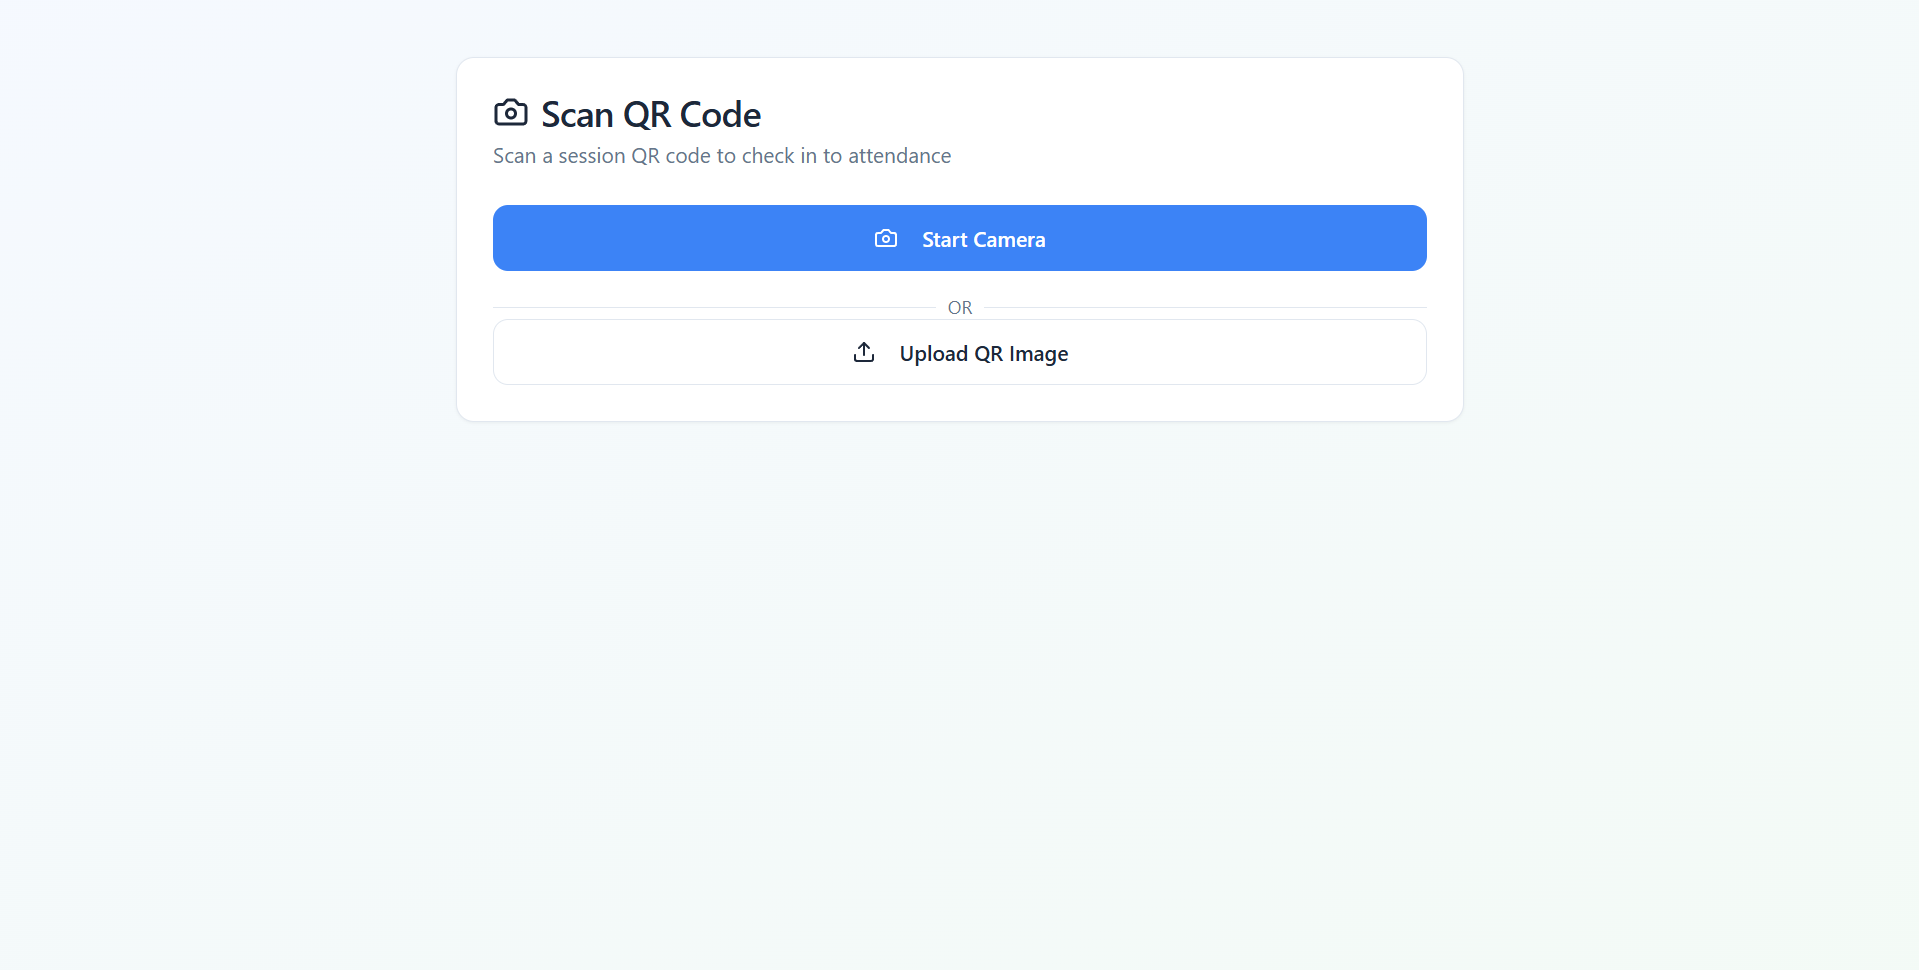 Scan QR Code
Scan a session QR code to check in to attendance
Start Camera
OR
Upload QR Image